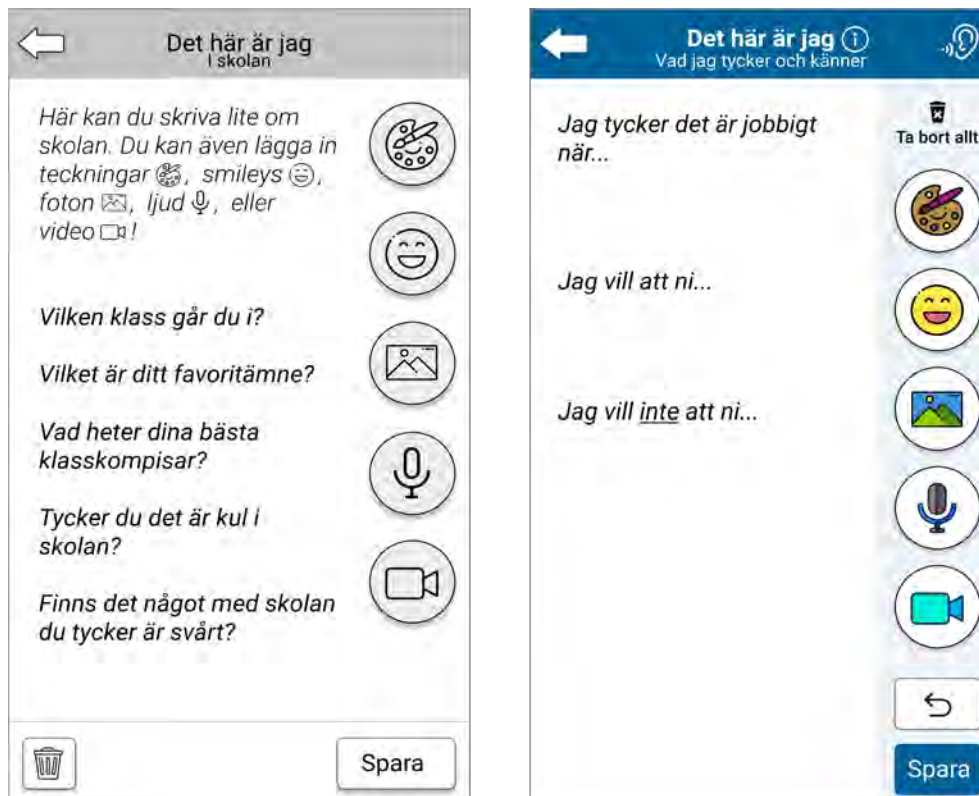 Det här är jag
I skolan
Här kan du skriva lite om
skolan. Du kan även lägga in
teckningar, smileys,
foton, ljud, eller
video!
Vilken klass går du i?
Vilket är ditt favoritämne?
Vad heter dina bästa
klasskompisar?
Tycker du det är kul i
skolan?
Finns det något med skolan
du tycker är svårt?
Spara
Det här är jag
Vad jag tycker och känner
Ta bort allt
Jag tycker det är jobbigt
när...
Jag vill att ni...
Jag vill inte att ni...
Spara